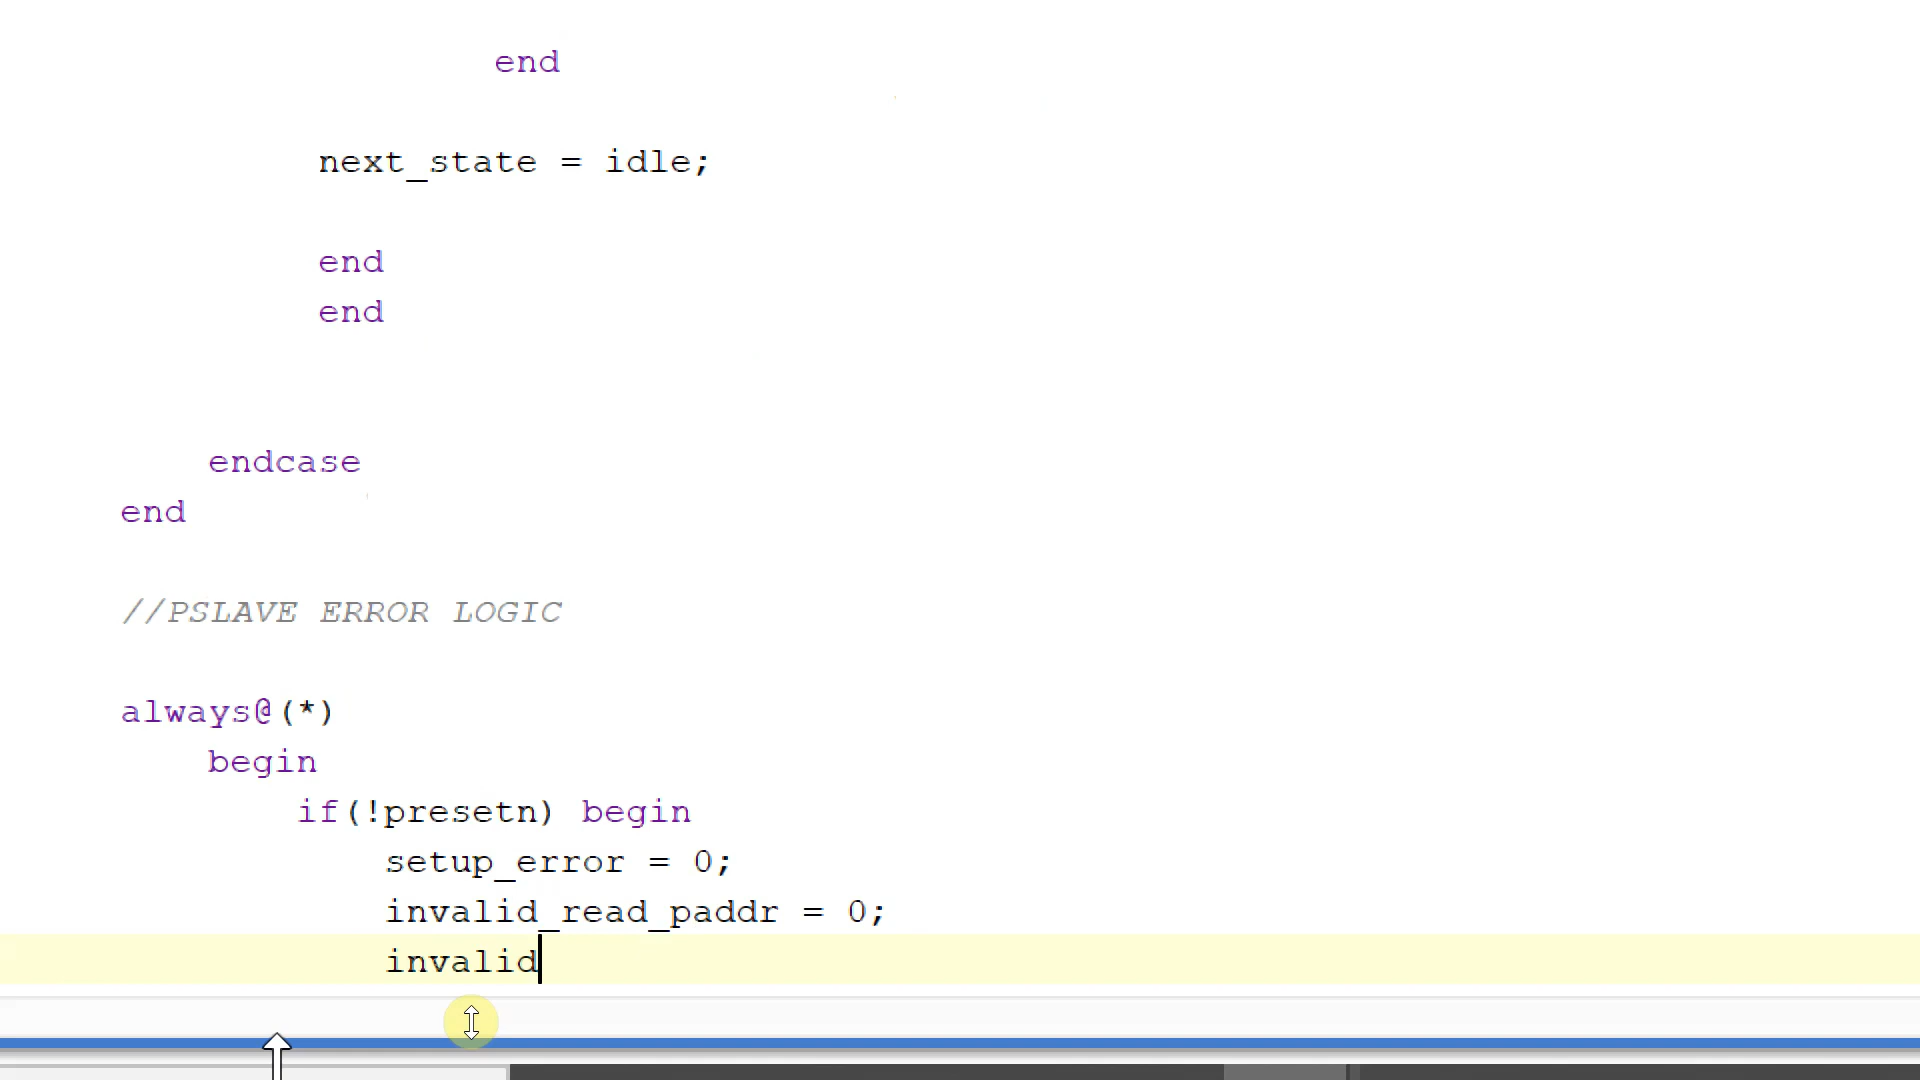 end
next_state = idle;
end
end
endcase
end
//PSLAVE ERROR LOGIC
always@(*)
begin
if(!presetn) begin
setup_error = 0;
invalid_read_paddr = 0;
invalid